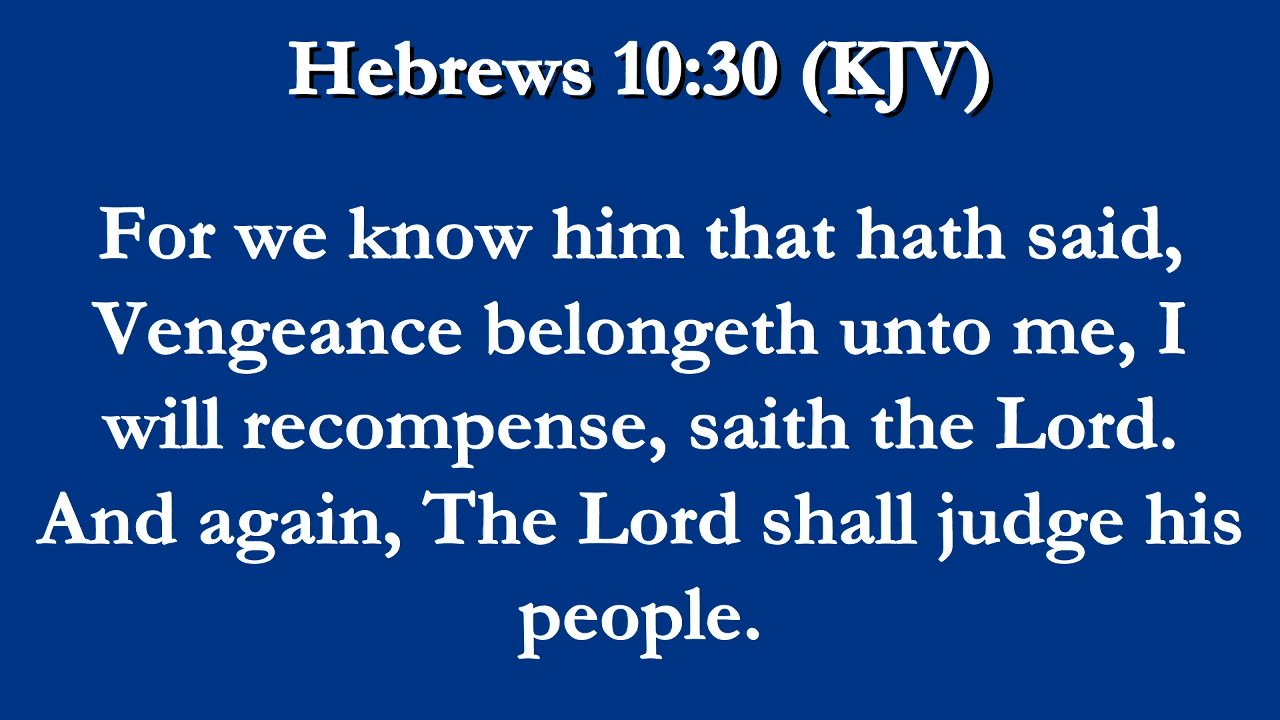 Hebrews 10:30 (KJV)
For we know him that hath said,
Vengeance belongeth unto me, I
will recompense, saith the Lord.
And again, The Lord shall judge his
people.